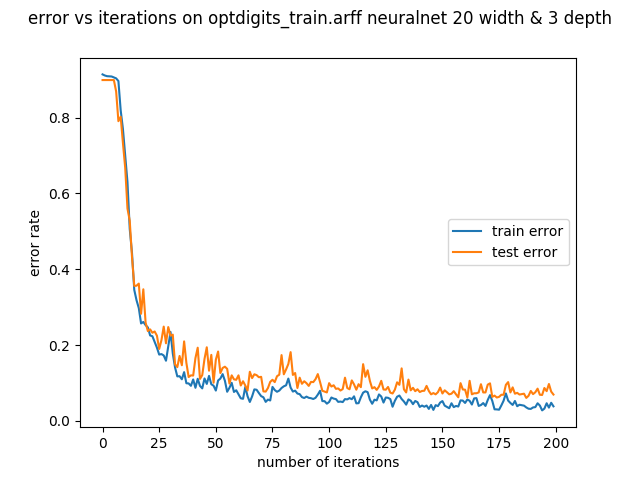 error vs iterations on optdigits_train.arff neuralnet 20 width & 3 depth
0.8
0.6
0.4
0.2
0.0
error rate
train error
test error
0 25 50 75 100 125 150 175 200
number of iterations